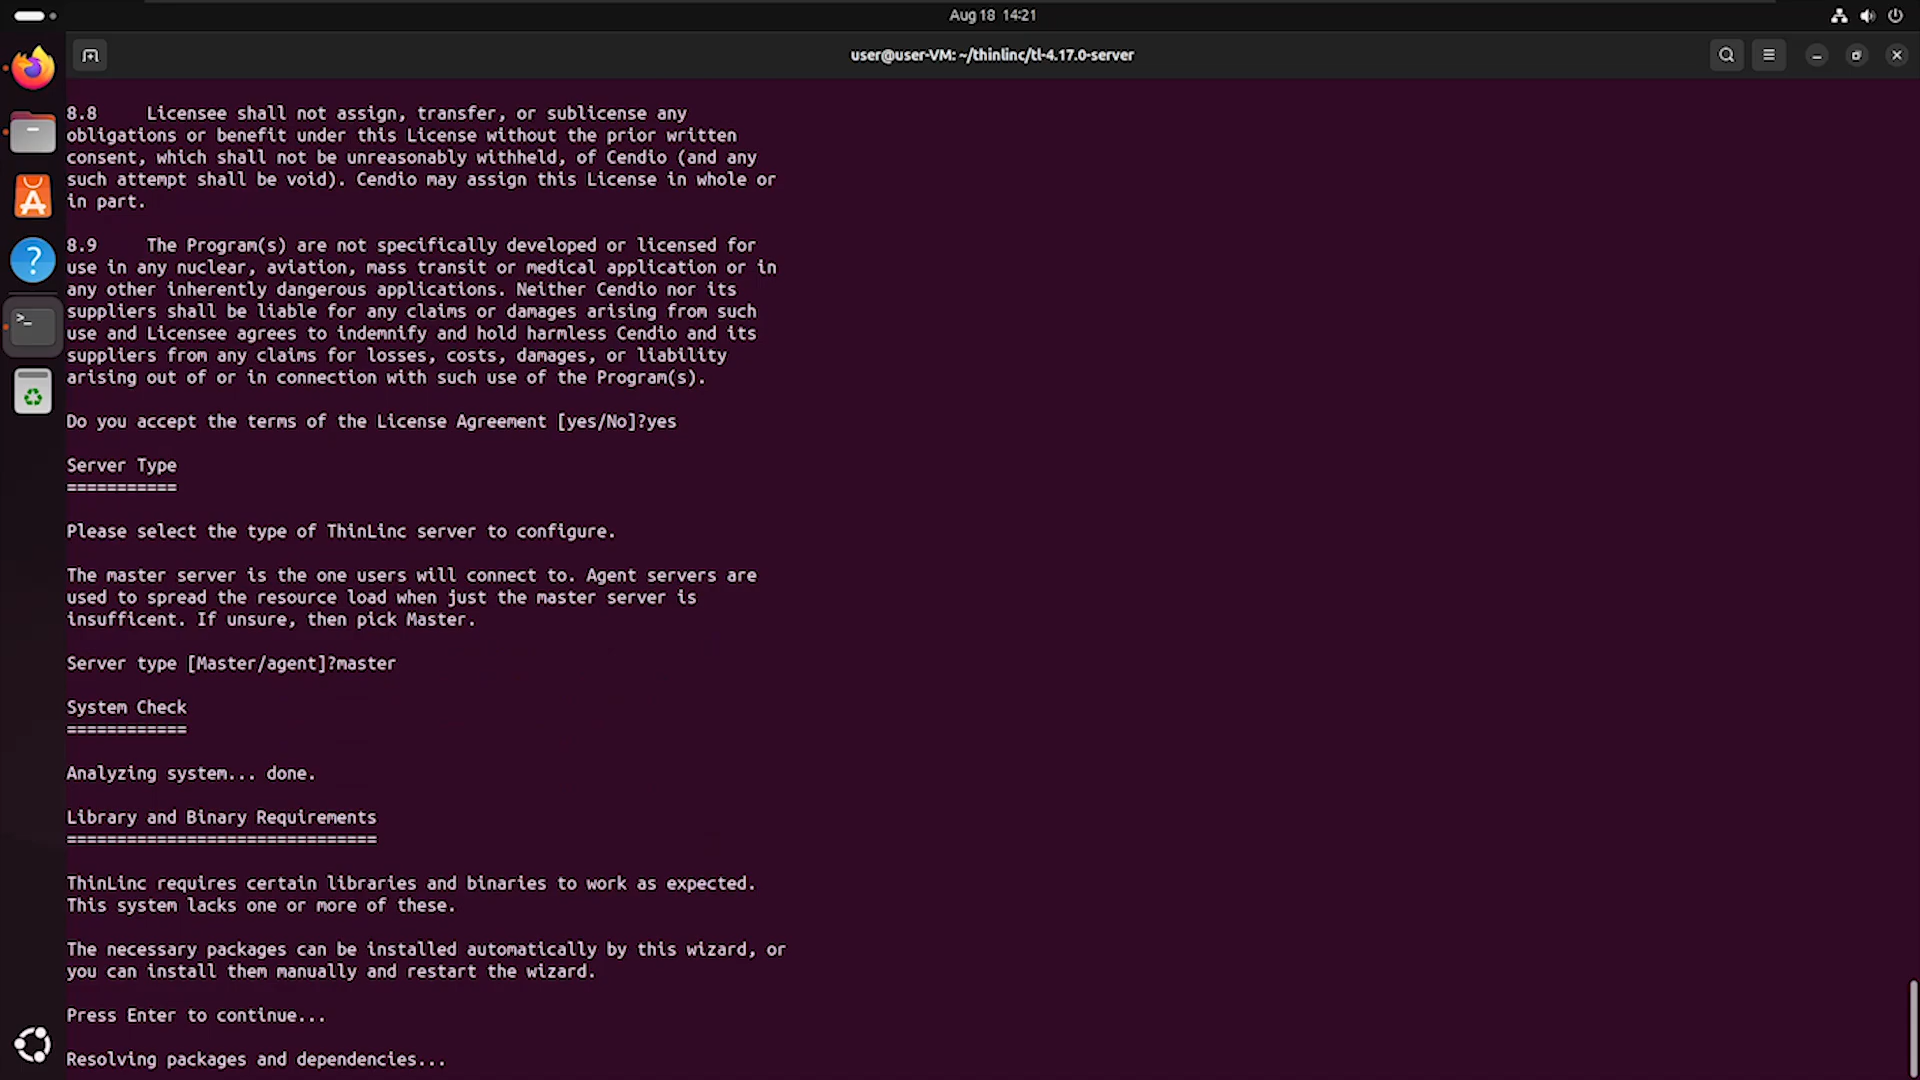 Aug 18 14:21
user@user-VM: ~/thinlinc/tl-4.17.0-server
8.8 Licensee shall not assign, transfer, or sublicense any
obligations or benefit under this License without the prior written
consent, which shall not be unreasonably withheld, of Cendio (and any
such attempt shall be void). Cendio may assign this License in whole or
in part.
8.9 The Program(s) are not specifically developed or licensed for
use in any nuclear, aviation, mass transit or medical application or in
any other inherently dangerous applications. Neither Cendio nor its
suppliers shall be liable for any claims or damages arising from such
use and Licensee agrees to indemnify and hold harmless Cendio and its
suppliers from any claims for losses, costs, damages, or liability
arising out of or in connection with such use of the Program(s).
Do you accept the terms of the License Agreement [yes/No]?yes
Server Type
===========
Please select the type of ThinLinc server to configure.
The master server is the one users will connect to. Agent servers are
used to spread the resource load when just the master server is
insufficent. If unsure, then pick Master.
Server type [Master/agent]?master
System Check
============
Analyzing system... done.
Library and Binary Requirements
===============================
ThinLinc requires certain libraries and binaries to work as expected.
This system lacks one or more of these.
The necessary packages can be installed automatically by this wizard, or
you can install them manually and restart the wizard.
Press Enter to continue...
Resolving packages and dependencies...